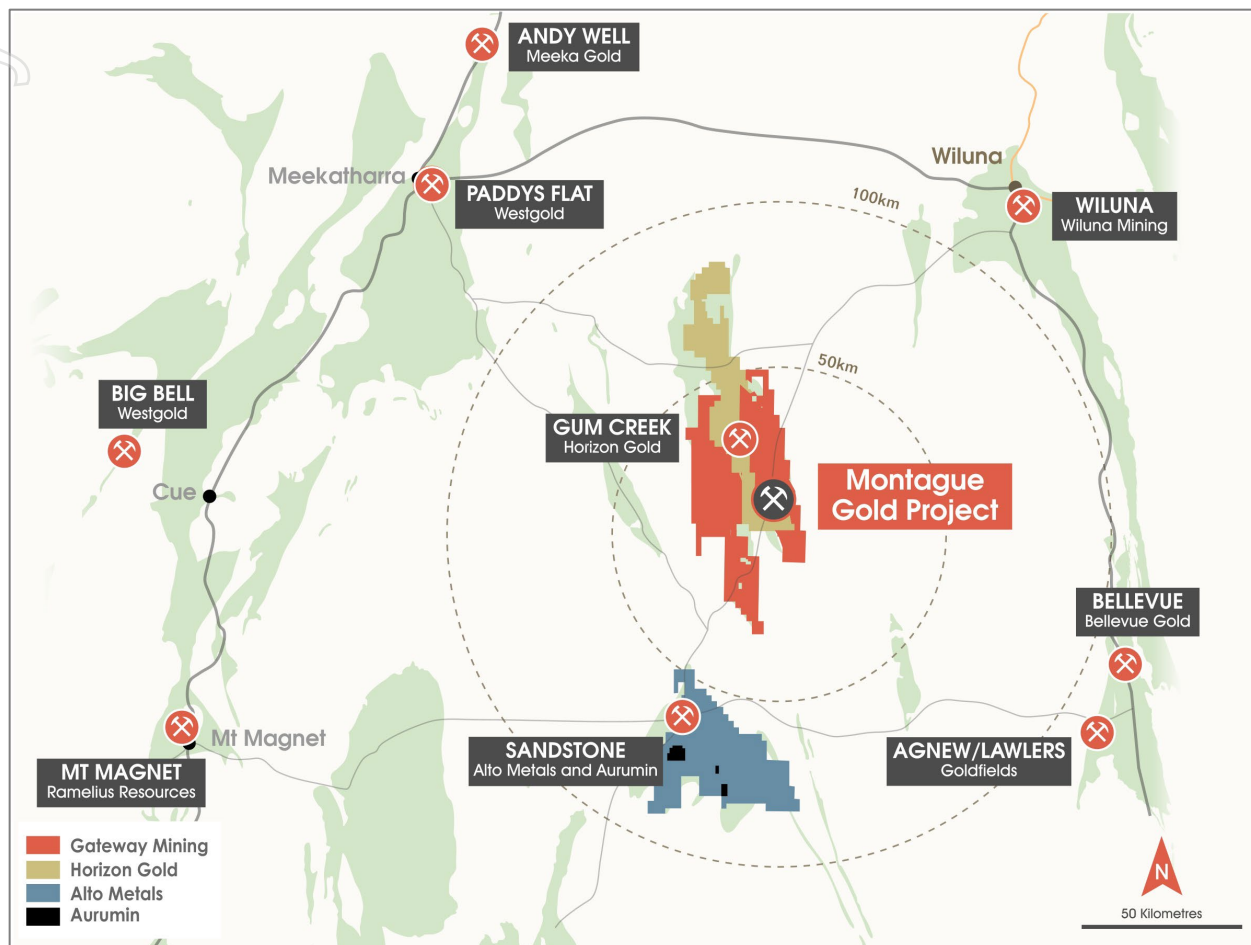 ANDY WELL
Meeka Gold
Meekatharra
PADDYS FLAT
Westgold
Wiluna
WILUNA
Wiluna Mining
100km
50km
BIG BELL
Westgold
Cue
GUM CREEK
Horizon Gold
Montague
Gold Project
BELLEVUE
Bellevue Gold
Mt Magnet
MT MAGNET
Ramelius Resources
SANDSTONE
Alto Metals and Aurumin
AGNEW/LAWLERS
Goldfields
Gateway Mining
Horizon Gold
Alto Metals
Aurumin
N
50 Kilometres